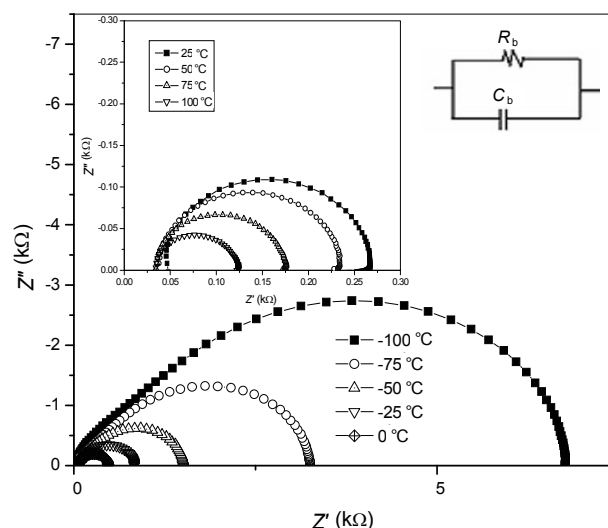 -7
-6
-5
-4
-3
-2
-1
0
Z″ (kΩ)
0
5
Z′ (kΩ)
-0.30
-0.25
-0.20
-0.15
-0.10
-0.05
0.00
Z″ (kΩ)
0.00 0.05 0.10 0.15 0.20 0.25 0.30
Z′ (kΩ)
25 °C
50 °C
75 °C
100 °C
R_b
C_b
-100 °C
-75 °C
-50 °C
-25 °C
0 °C